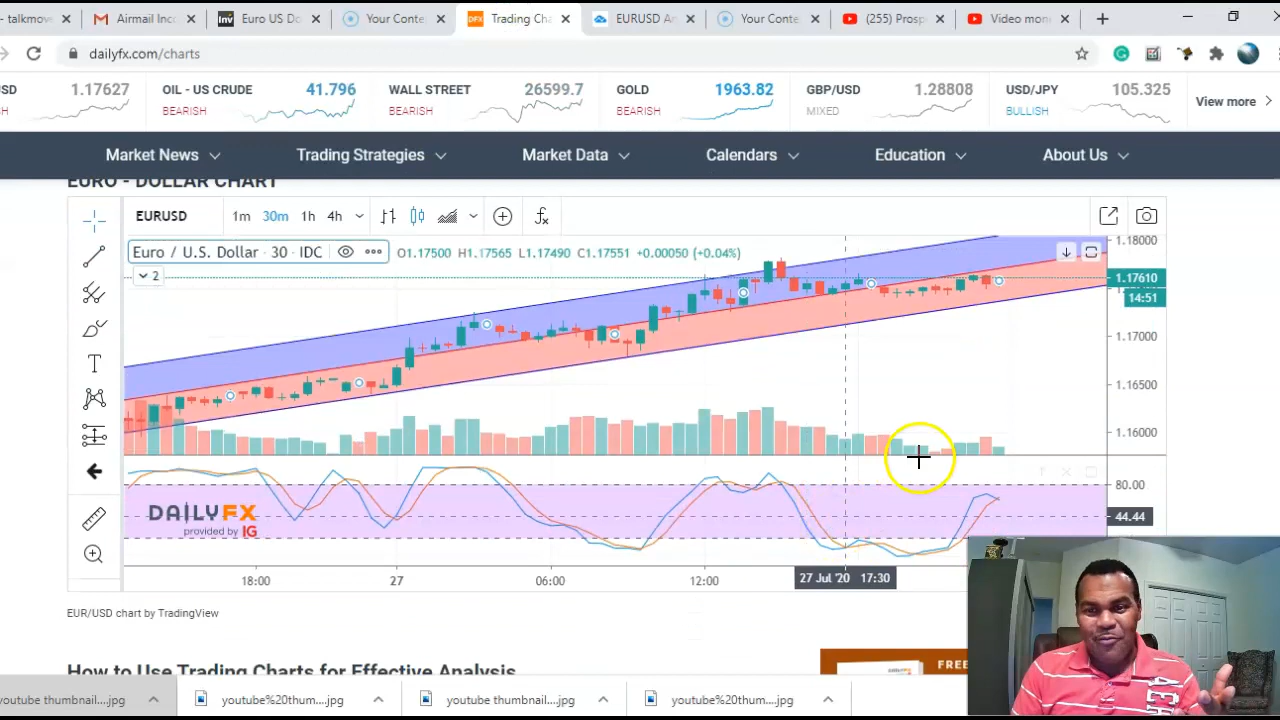 - talkmove
Airmail Inco
Euro US Do
Your Conte
Trading Cha
EURUSD An
Your Conte
(255) Prosp
Video mon
dailyfx.com/charts
SD 1.17627
OIL - US CRUDE 41.796
BEARISH
WALL STREET 26599.7
BEARISH
GOLD 1963.82
BEARISH
GBP/USD 1.28808
MIXED
USD/JPY 105.325
BULLISH
View more
Market News
Trading Strategies
Market Data
Calendars
Education
About Us
EURO - DOLLAR CHART
EURUSD 1m 30m 1h 4h
Euro / U.S. Dollar · 30 · IDC O1.17500 H1.17565 L1.17490 C1.17551 +0.00050 (+0.04%)
2
1.18000
1.17610
14:51
1.17000
1.16500
1.16000
80.00
44.44
DAILYFX
provided by IG
18:00 27 06:00 12:00 27 Jul '20 17:30
EUR/USD chart by TradingView
How to Use Trading Charts for Effective Analysis
FREE
youtube thumbnail....jpg
youtube%20thum....jpg
youtube thumbnail....jpg
youtube%20thum....jpg